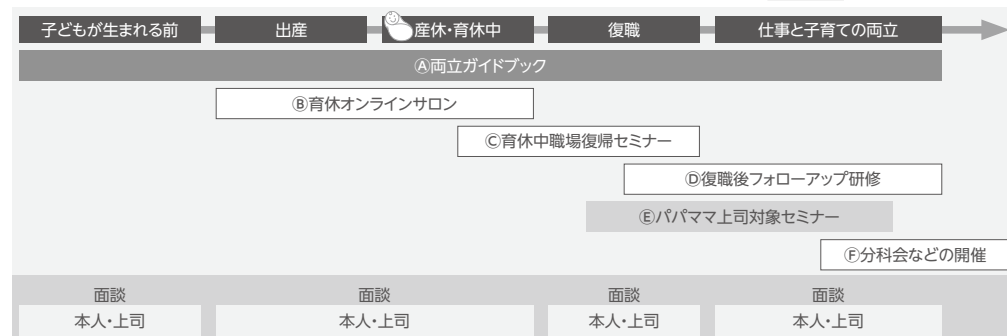 子どもが生まれる前 出産 産休・育休中 復職 仕事と子育ての両立
Ⓐ両立ガイドブック
Ⓑ育休オンラインサロン
Ⓒ育休中職場復帰セミナー
Ⓓ復職後フォローアップ研修
Ⓔパパママ上司対象セミナー
Ⓕ分科会などの開催
面談 面談 面談 面談
本人・上司 本人・上司 本人・上司 本人・上司